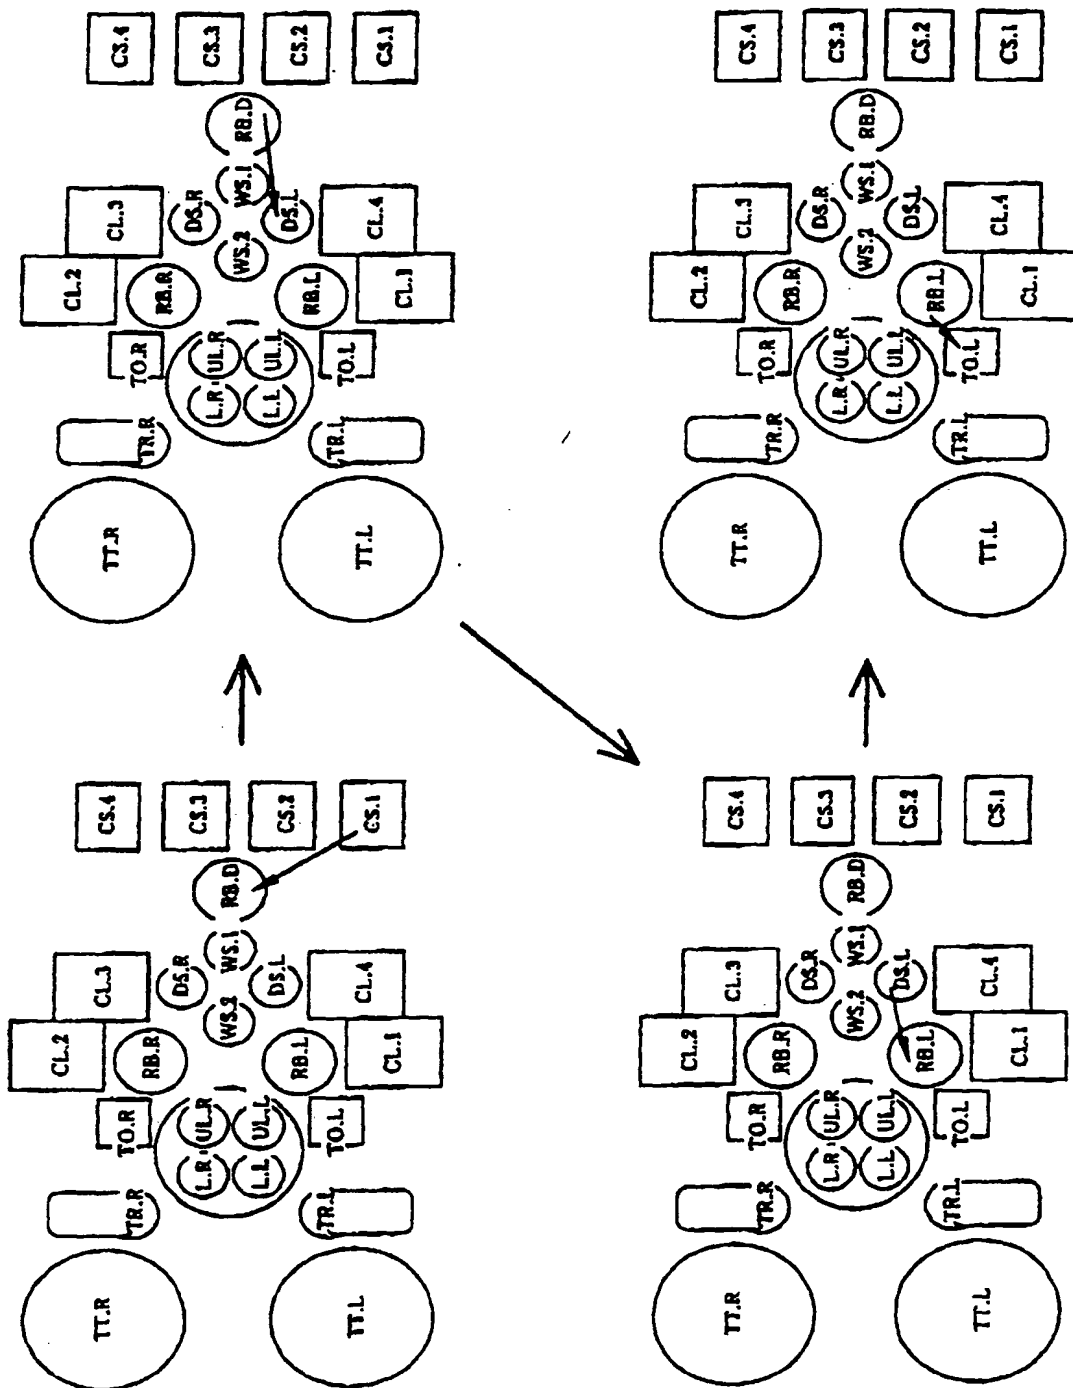 TT.L TT.R
TR.L TR.R
L.L L.R
TO.L UL.L UL.R TO.R
CL.1 RB.L RB.R CL.2
WS.2
CL.4 DS.L DS.R CL.3
WS.1
RB.D
CS.1 CS.2 CS.3 CS.4
TT.L TT.R
TR.L TR.R
L.L L.R
TO.L UL.L UL.R TO.R
CL.1 RB.L RB.R CL.2
WS.2
CL.4 DS.L DS.R CL.3
WS.1
RB.D
CS.1 CS.2 CS.3 CS.4
TT.L TT.R
TR.L TR.R
L.L L.R
TO.L UL.L UL.R TO.R
CL.1 RB.L RB.R CL.2
WS.2
CL.4 DS.L DS.R CL.3
WS.1
RB.D
CS.1 CS.2 CS.3 CS.4
TT.L TT.R
TR.L TR.R
L.L L.R
TO.L UL.L UL.R TO.R
CL.1 RB.L RB.R CL.2
WS.2
CL.4 DS.L DS.R CL.3
WS.1
RB.D
CS.1 CS.2 CS.3 CS.4